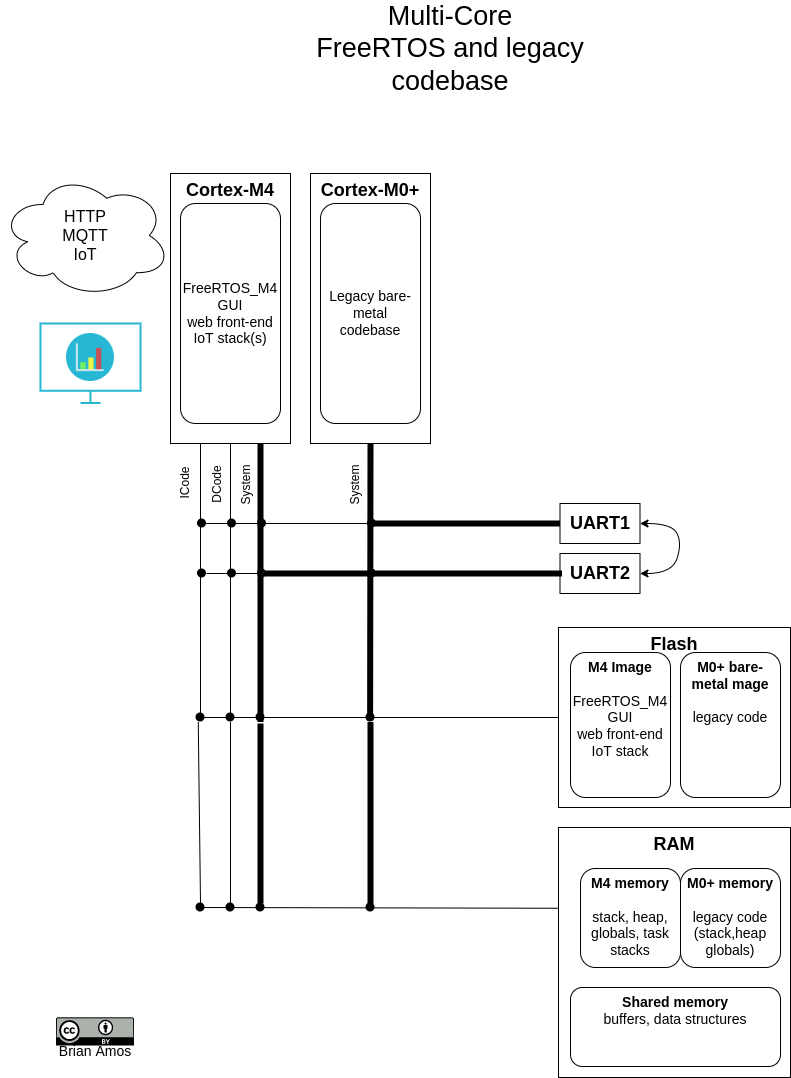 Multi-Core
FreeRTOS and legacy
codebase
HTTP
MQTT
IoT
Cortex-M4
FreeRTOS_M4
GUI
web front-end
IoT stack(s)
Cortex-M0+
Legacy bare-
metal
codebase
ICode
DCode
System
System
UART1
UART2
Flash
M4 Image
FreeRTOS_M4
GUI
web front-end
IoT stack
M0+ bare-
metal mage
legacy code
RAM
M4 memory
stack, heap,
globals, task
stacks
M0+ memory
legacy code
(stack,heap
globals)
Shared memory
buffers, data structures
cc
BY
Brian Amos